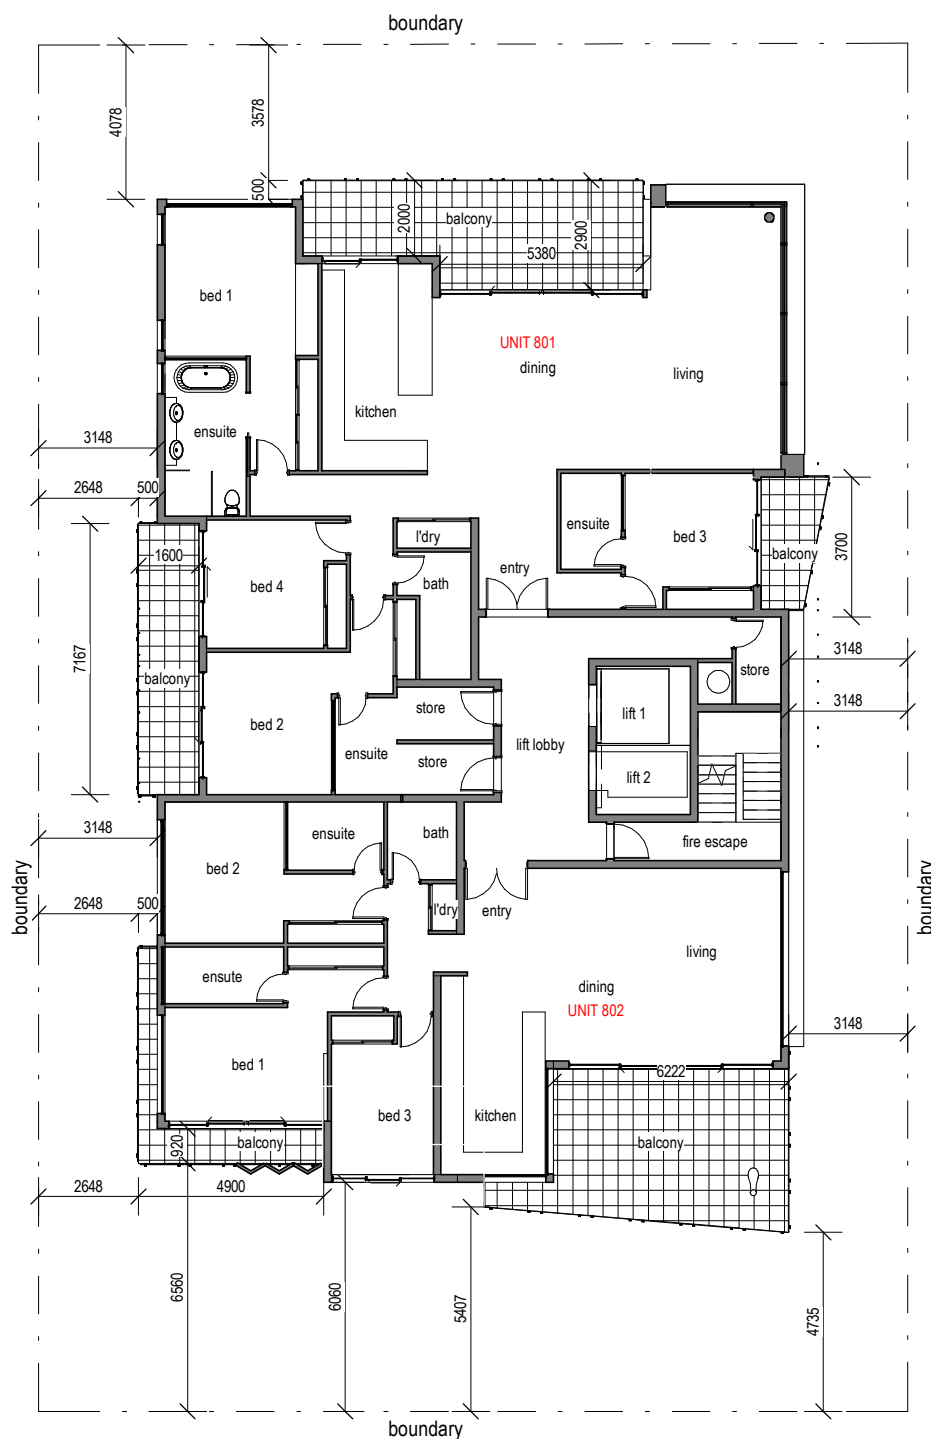 boundary
4078
3578
500
2000
balcony
2900
5380
bed 1
UNIT 801
dining
living
kitchen
ensuite
3148
2648
500
ensuite
bed 3
balcony
3700
l'dry
bath
entry
1600
bed 4
7167
balcony
bed 2
ensuite
store
store
lift lobby
lift 1
lift 2
store
3148
3148
fire escape
3148
ensuite
bath
bed 2
boundary
boundary
2648
500
l'dry
entry
living
ensuite
dining
UNIT 802
3148
bed 1
6222
bed 3
kitchen
920
balcony
balcony
2648
4900
6560
6060
5407
4735
boundary